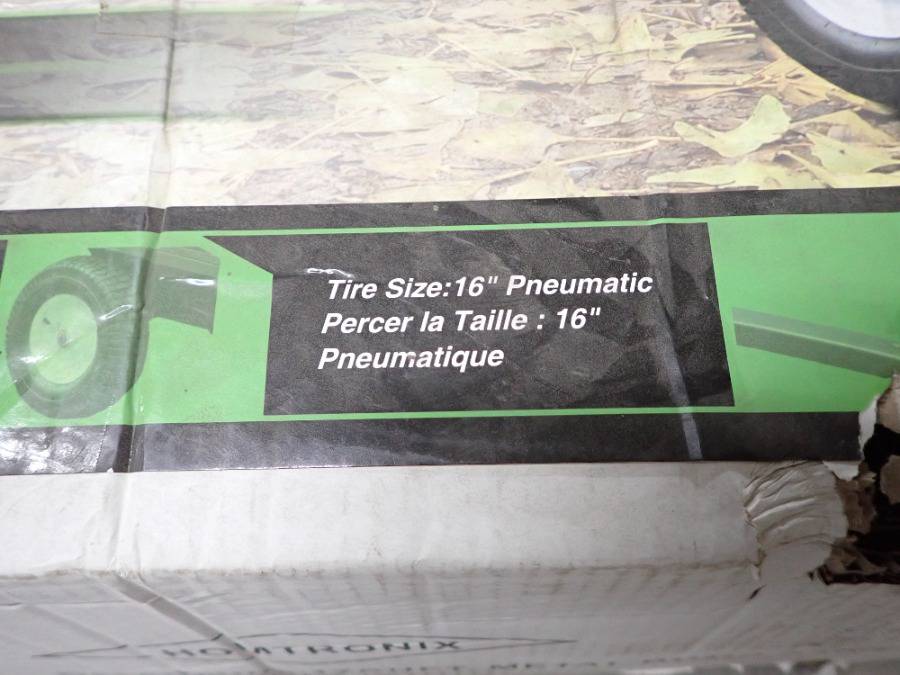 Tire Size:16" Pneumatic
Percer la Taille : 16"
Pneumatique
HOMTRONIX